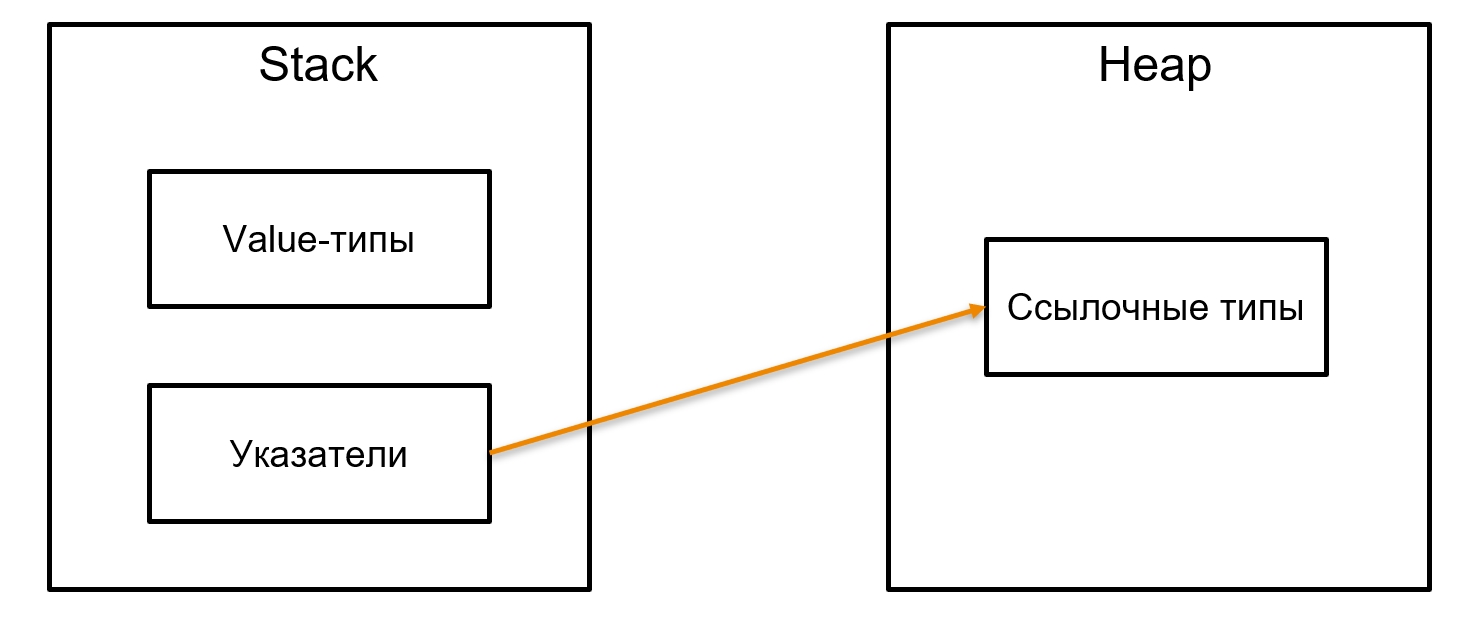 Stack
Value-типы
Указатели
Heap
Ссылочные типы